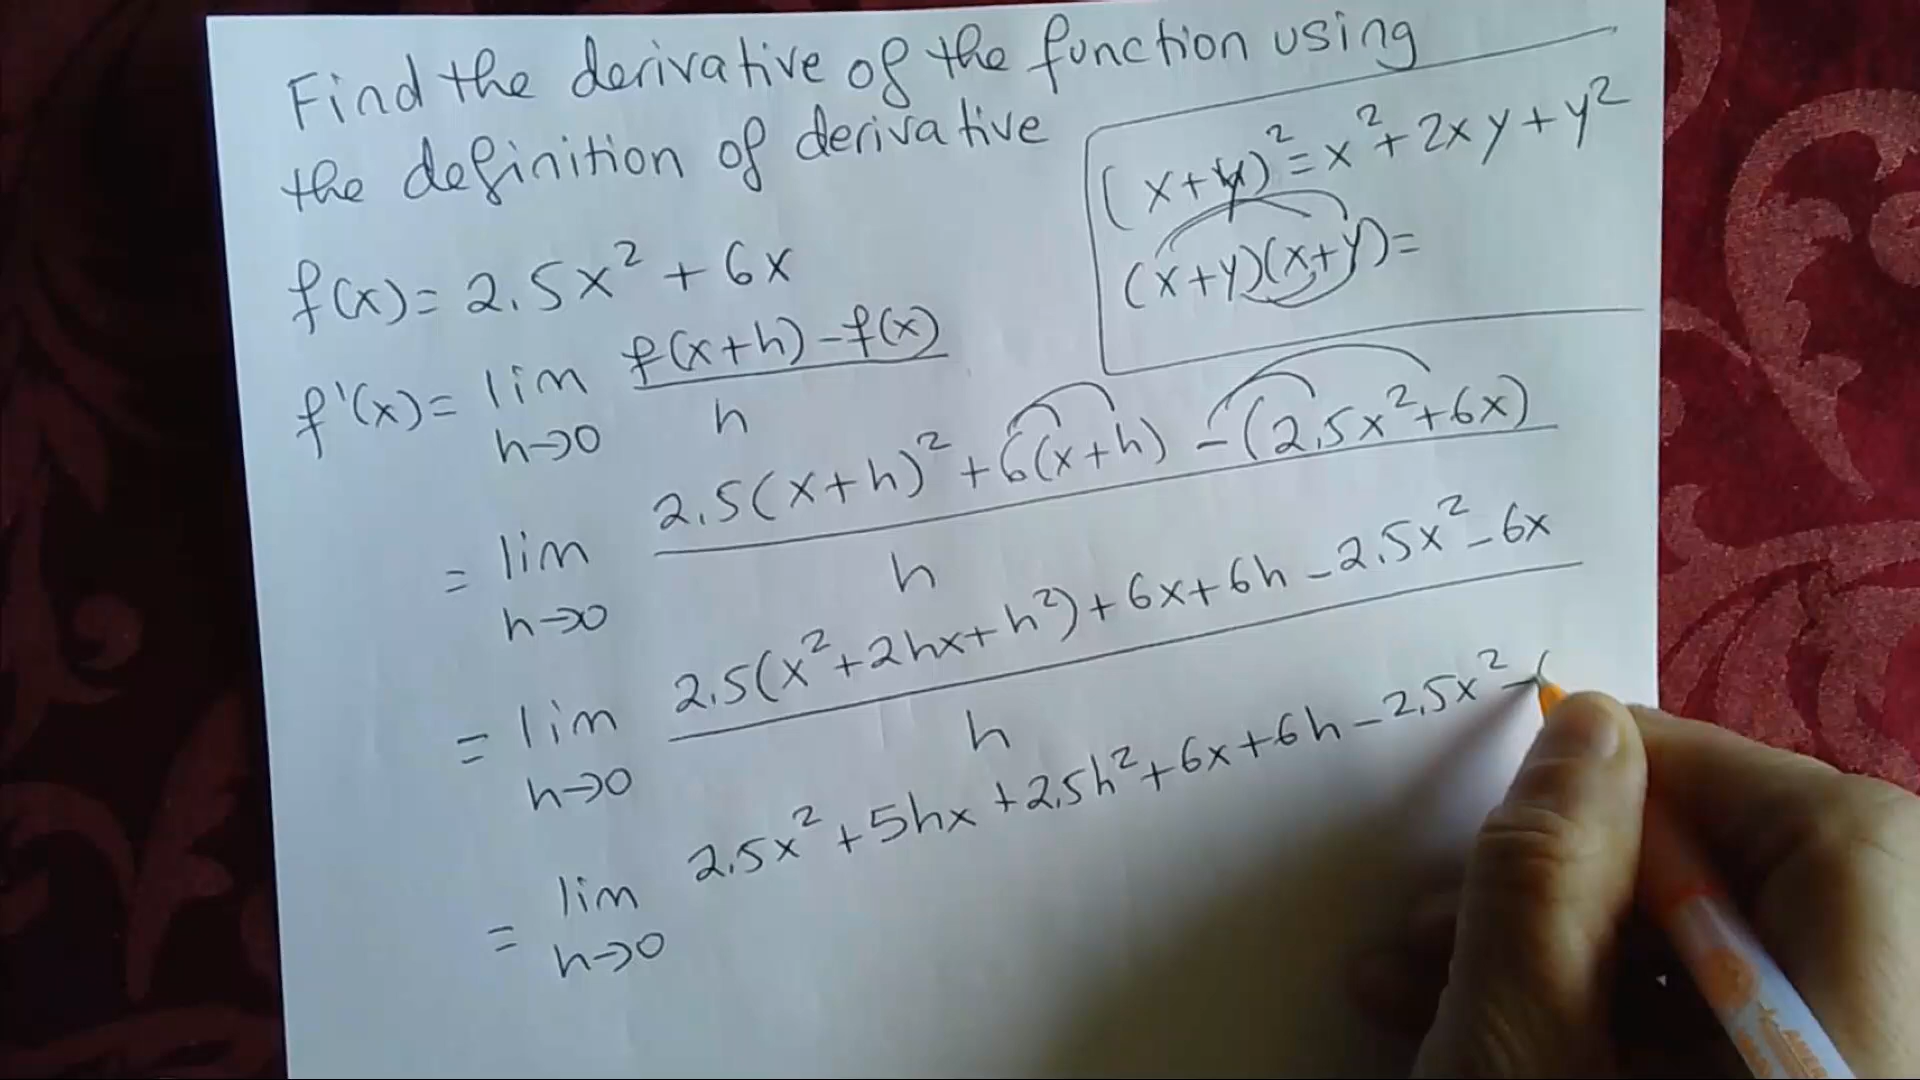 Find the derivative of the function using
the definition of derivative
(x+y)²=x²+2xy+y²
(x+y)(x+y)=
f(x)=2.5x²+6x
f'(x)= lim h→0 f(x+h)-f(x) / h
= lim h→0 2.5(x+h)²+6(x+h)-(2.5x²+6x) / h
= lim h→0 2.5(x²+2hx+h²)+6x+6h-2.5x²-6x / h
= lim h→0 2.5x²+5hx+2.5h²+6x+6h-2.5x²-